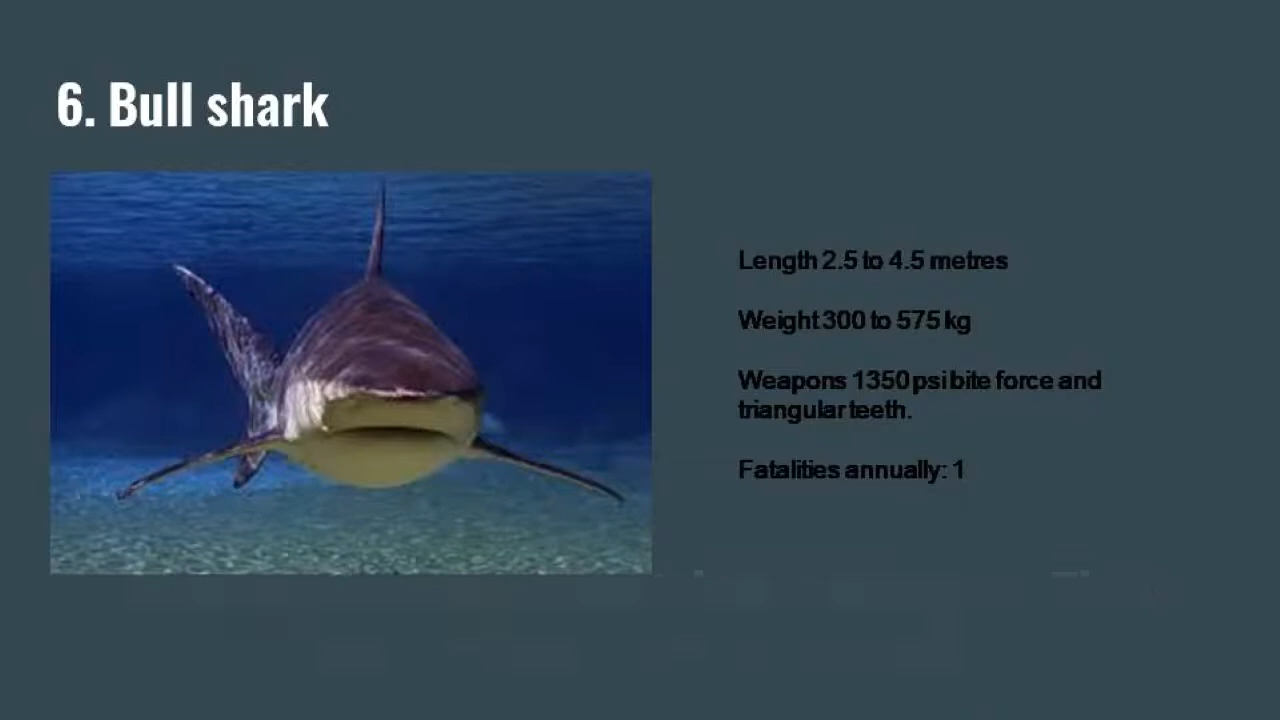 6. Bull shark
Length 2.5 to 4.5 metres
Weight 300 to 575 kg
Weapons 1350 psi bite force and
triangular teeth.
Fatalities annually: 1